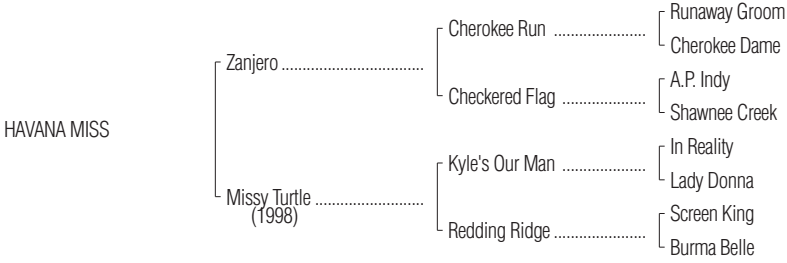 Runaway Groom
Cherokee Run ......................
Cherokee Dame
Zanjero ..................................
A.P. Indy
Checkered Flag ....................
Shawnee Creek
HAVANA MISS
In Reality
Kyle's Our Man ....................
Lady Donna
Missy Turtle ..........................
(1998)
Screen King
Redding Ridge ......................
Burma Belle